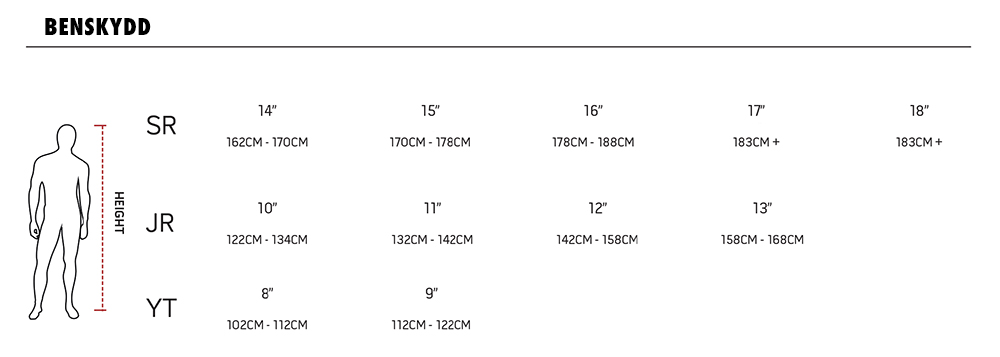 BENSKYDD
HEIGHT
SR
14" 15" 16" 17" 18"
162CM - 170CM 170CM - 178CM 178CM - 188CM 183CM + 183CM +
JR
10" 11" 12" 13"
122CM - 134CM 132CM - 142CM 142CM - 158CM 158CM - 168CM
YT
8" 9"
102CM - 112CM 112CM - 122CM